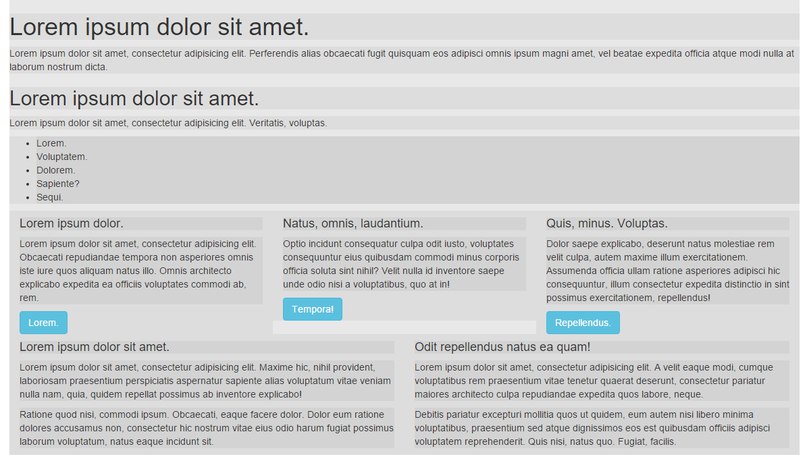 Lorem ipsum dolor sit amet.
Lorem ipsum dolor sit amet, consectetur adipisicing elit. Perferendis alias obcaecati fugit quisquam eos adipisci omnis ipsum magni amet, vel beatae expedita officia atque modi nulla at
laborum nostrum dicta.
Lorem ipsum dolor sit amet.
Lorem ipsum dolor sit amet, consectetur adipisicing elit. Veritatis, voluptas.
• Lorem.
• Voluptatem.
• Dolorem.
• Sapiente?
• Sequi.
Lorem ipsum dolor.
Lorem ipsum dolor sit amet, consectetur adipisicing elit.
Obcaecati repudiandae tempora non asperiores omnis
iste iure quos aliquam natus illo. Omnis architecto
explicabo expedita ea officiis voluptates commodi ab,
rem.
Lorem.
Natus, omnis, laudantium.
Optio incidunt consequatur culpa odit iusto, voluptates
consequuntur eius quibusdam commodi minus corporis
officia soluta sint nihil? Velit nulla id inventore saepe
unde odio nisi a voluptatibus, quo at in!
Tempora!
Quis, minus. Voluptas.
Dolor saepe explicabo, deserunt natus molestiae rem
velit culpa, autem maxime illum exercitationem.
Assumenda officia ullam ratione asperiores adipisci hic
consequuntur, illum consectetur expedita distinctio in sint
possimus exercitationem, repellendus!
Repellendus.
Lorem ipsum dolor sit amet.
Lorem ipsum dolor sit amet, consectetur adipisicing elit. Maxime hic, nihil provident,
laboriosam praesentium perspiciatis aspernatur sapiente alias voluptatum vitae veniam
nulla nam, quia, quidem repellat possimus ab inventore explicabo!
Ratione quod nisi, commodi ipsum. Obcaecati, eaque facere dolor. Dolor eum ratione
dolores accusamus non, consectetur hic nostrum vitae eius odio harum fugiat possimus
laborum voluptatum, natus eaque incidunt sit.
Odit repellendus natus ea quam!
Lorem ipsum dolor sit amet, consectetur adipisicing elit. A velit eaque modi, cumque
voluptatibus rem praesentium vitae tenetur quaerat deserunt, consectetur pariatur
maiores architecto culpa repudiandae expedita quos labore, neque.
Debitis pariatur excepturi mollitia quos ut quidem, eum autem nisi libero minima
voluptatibus, praesentium sed atque dignissimos eos est quibusdam officiis adipisci
voluptatem reprehenderit. Quis nisi, natus quo. Fugiat, facilis.